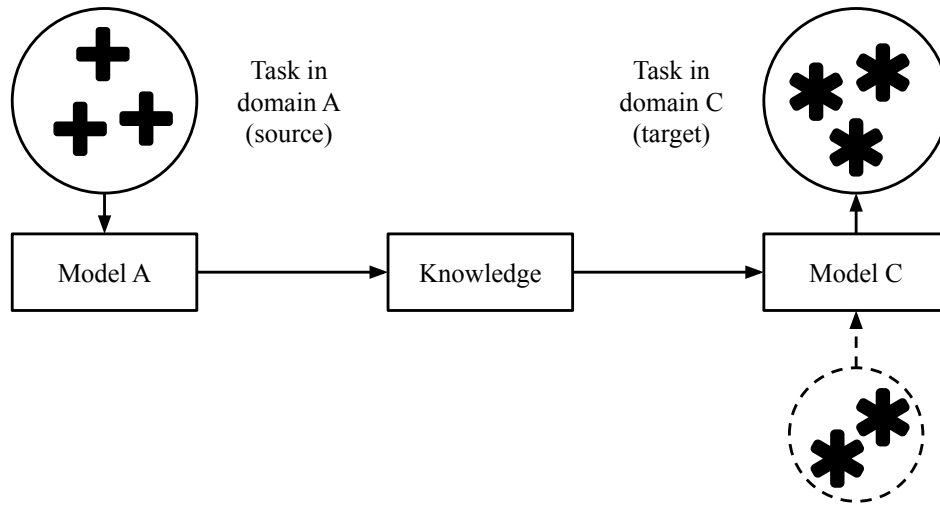 Task in
domain A
(source)
Task in
domain C
(target)
Model A
Knowledge
Model C